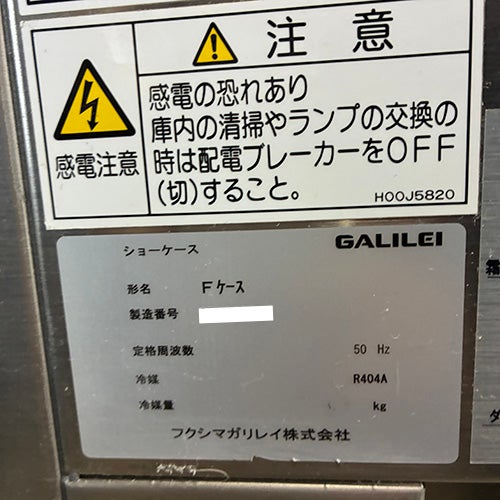 注意
感電注意
感電の恐れあり
庫内の清掃やランプの交換の
時は配電ブレーカーをOFF
(切)すること。
H00J5820
ショーケース
GALILEI
形名 Fケース
製造番号
定格周波数 50 Hz
冷媒 R404A
冷媒量 kg
フクシマガリレイ株式会社
霜
ダ